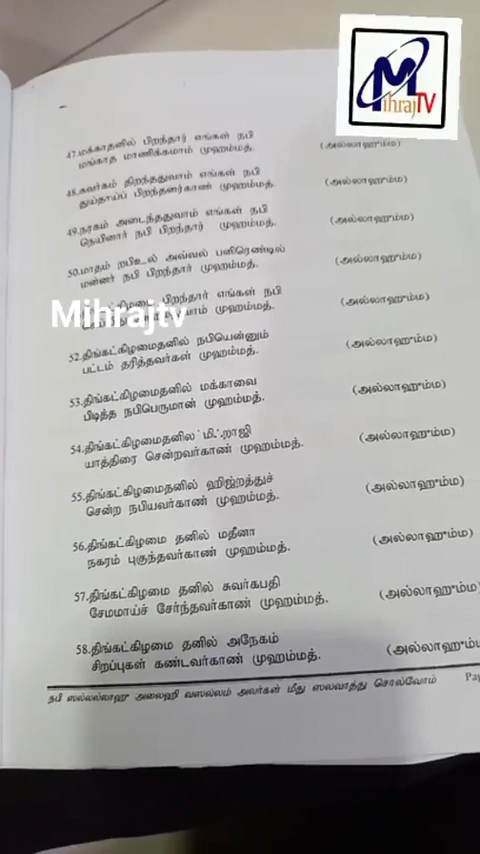 MihrajTV
47.மக்காதனில் பிறந்தார் எங்கள் நபி (அல்லாஹும்ம)
மங்காத மாணிக்கமாம் முஹம்மத்.
48.சுவர்கம் திறந்ததுவாம் எங்கள் நபி (அல்லாஹும்ம)
துய்தாய்ப் பிறந்தனர்காண் முஹம்மத்.
49.நரகம் அடைந்ததுவாம் எங்கள் நபி (அல்லாஹும்ம)
நெயினார் நபி பிறந்தார் முஹம்மத்.
50.மாதம் றபிஉல் அவ்வல் பனிரெண்டில் (அல்லாஹும்ம)
மன்னர் நபி பிறந்தார் முஹம்மத்.
பிறந்தார் எங்கள் நபி (அல்லாஹும்ம)
முஹம்மத்.
Mihrajtv
52.திங்கட்கிழமைதனில் நபியென்னும் (அல்லாஹும்ம)
பட்டம் தரித்தவர்கள் முஹம்மத்.
53.திங்கட்கிழமைதனில் மக்காவை (அல்லாஹும்ம)
பிடித்த நபிபெருமான் முஹம்மத்.
54.திங்கட்கிழமைதனில் மிஃறாஜி (அல்லாஹும்ம)
யாத்திரை சென்றவர்காண் முஹம்மத்.
55.திங்கட்கிழமைதனில் ஹிஜ்றத்துச் (அல்லாஹும்ம)
சென்ற நபியவர்காண் முஹம்மத்.
56.திங்கட்கிழமை தனில் மதீனா (அல்லாஹும்ம)
நகரம் புகுந்தவர்காண் முஹம்மத்.
57.திங்கட்கிழமை தனில் சுவர்கபதி (அல்லாஹும்ம)
சேமமாய்ச் சேர்ந்தவர்காண் முஹம்மத்.
58.திங்கட்கிழமை தனில் அநேகம் (அல்லாஹும்ம
சிறப்புகள் கண்டவர்காண் முஹம்மத்.
நபி ஸல்லல்லாஹு அலைஹி வஸல்லம் அவர்கள் மீது ஸலவாத்து சொல்வோம் Pa